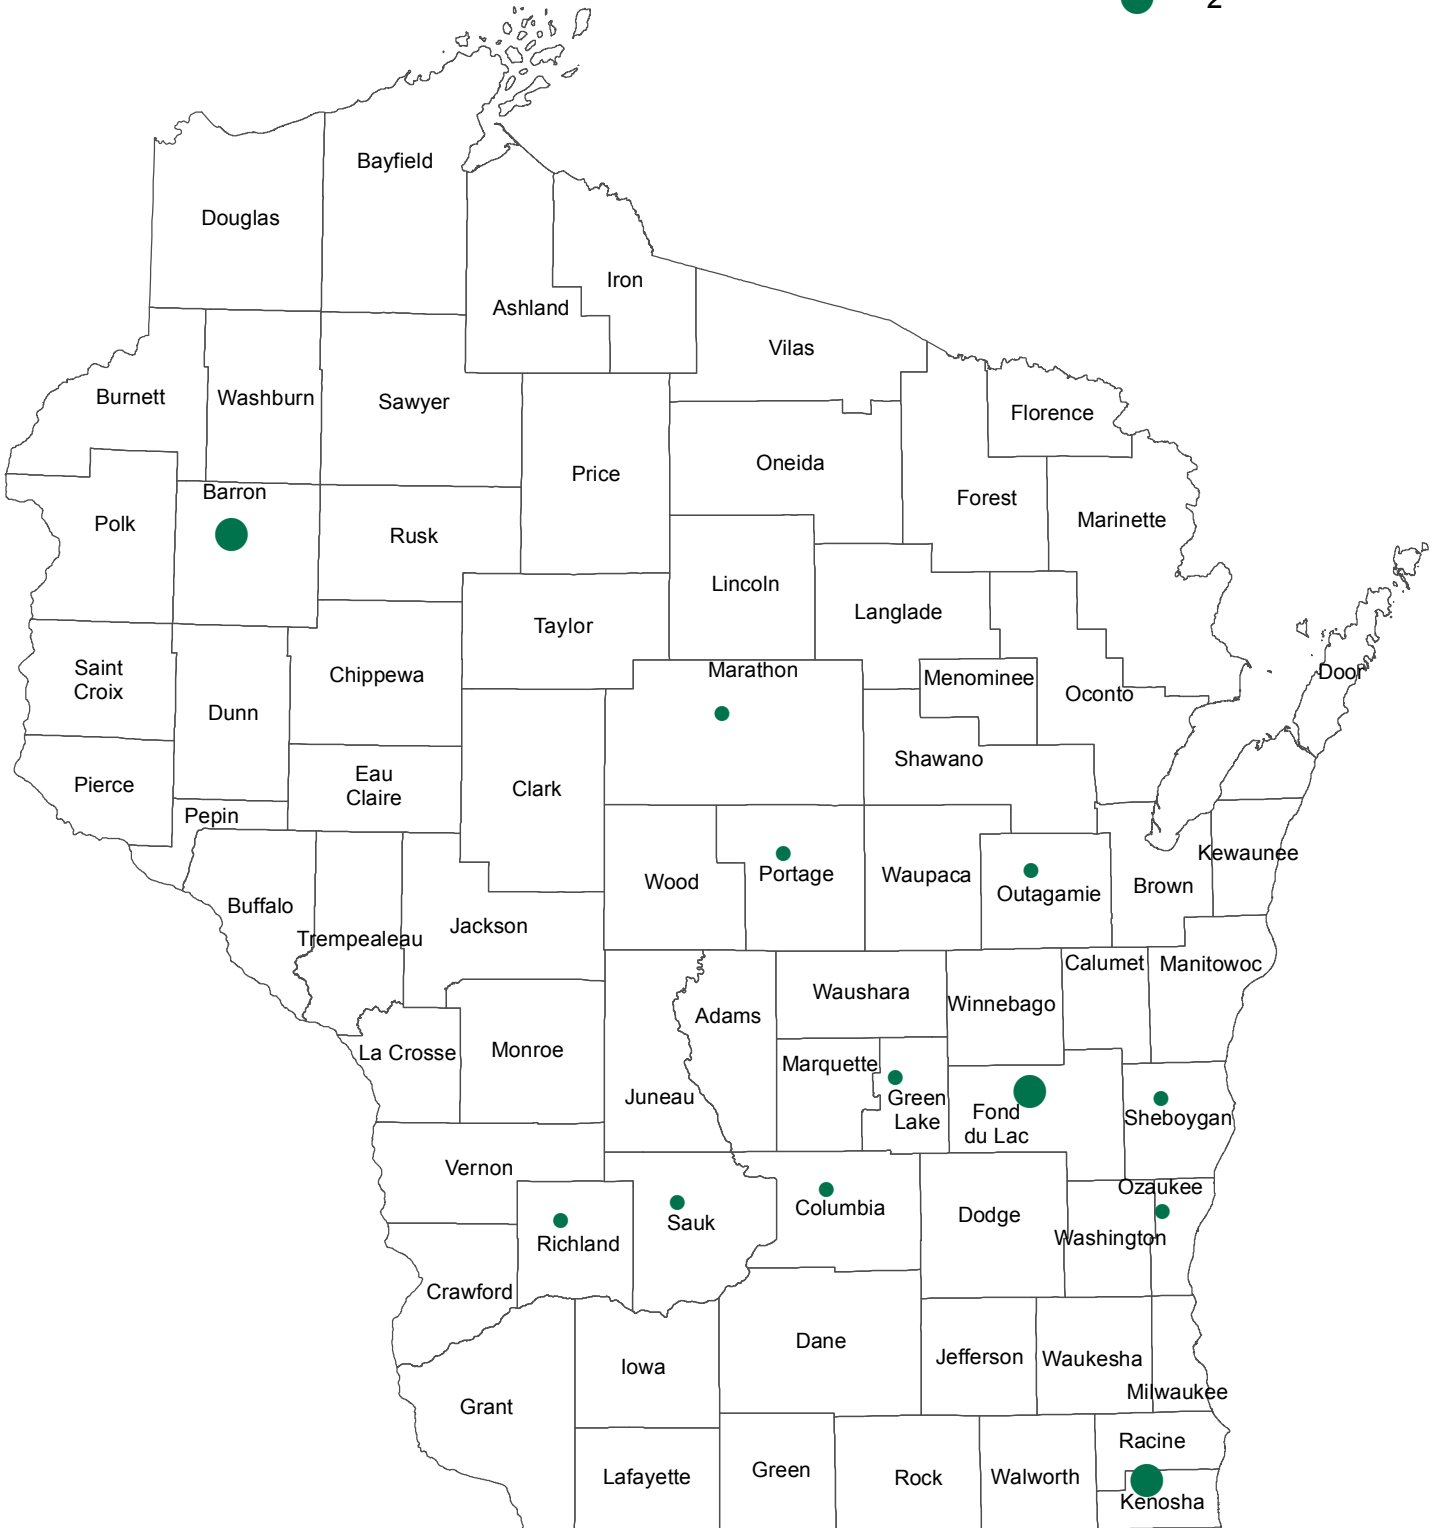 2
Bayfield
Douglas
Iron
Ashland
Vilas
Burnett
Washburn
Sawyer
Florence
Price
Oneida
Barron
Forest
Polk
Rusk
Marinette
Lincoln
Langlade
Taylor
Saint
Croix
Chippewa
Marathon
Menominee
Door
Oconto
Dunn
Shawano
Pierce
Eau
Claire
Clark
Pepin
Kewaunee
Wood
Portage
Waupaca
Outagamie
Brown
Buffalo
Trempealeau
Jackson
Calumet
Manitowoc
Waushara
Winnebago
Adams
La Crosse
Monroe
Marquette
Juneau
Green
Lake
Fond
du Lac
Sheboygan
Vernon
Ozaukee
Richland
Sauk
Columbia
Dodge
Washington
Crawford
Dane
Iowa
Jefferson
Waukesha
Milwaukee
Grant
Racine
Lafayette
Green
Rock
Walworth
Kenosha